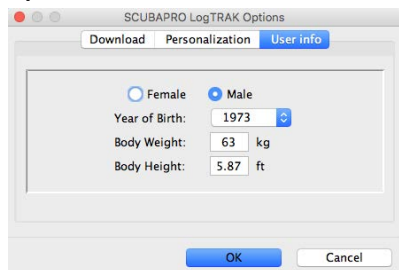 SCUBAPRO LogTRAK Options
Download Personalization User info
Female Male
Year of Birth: 1973
Body Weight: 63 kg
Body Height: 5.87 ft
OK Cancel